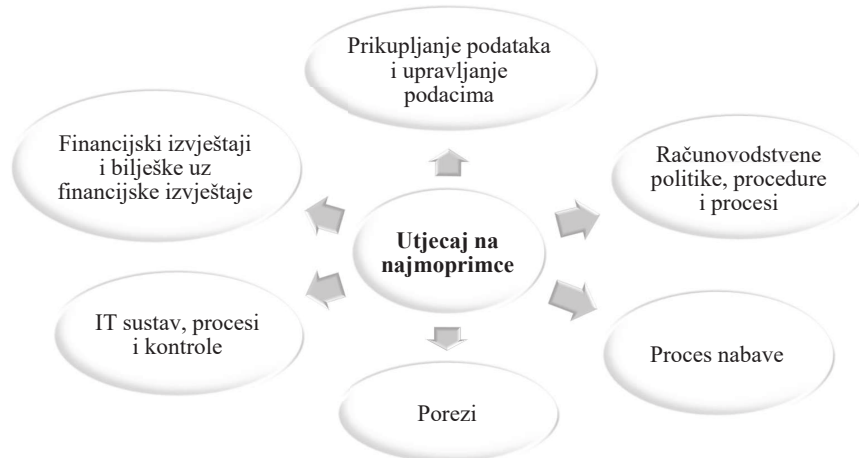 Prikupljanje podataka
i upravljanje
podacima
Financijski izvještaji
i bilješke uz
financijske izvještaje
Računovodstvene
politike, procedure
i procesi
Utjecaj na
najmoprimce
IT sustav, procesi
i kontrole
Proces nabave
Porezi